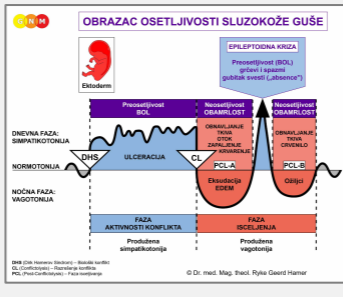 GNM
OBRAZAC OSETLJIVOSTI SLUZOKOŽE GUŠE
Ektoderm
EPILEPTOIDNA KRIZA
Preosetljivost (BOL)
grčevi i spazmi
gubitak svesti („absence")
Preosetljivost
BOL
Neosetljivost
OBAMRLOST
Neosetljivost
OBAMRLOST
DNEVNA FAZA:
SIMPATIKOTONIJA
NORMOTONIJA
NOĆNA FAZA:
VAGOTONIJA
DHS
ULCERACIJA
CL
OBNAVLJANJE
TKIVA
OTOK
ZAPALJENJE
KRVARENJE
PCL-A
Eksudacija
EDEM
OBNAVLJANJE
TKIVA
CRVENILO
PCL-B
Ožiljci
FAZA
AKTIVNOSTI KONFLIKTA
FAZA
ISCELJENJA
Produžena
simpatikotonija
Produžena
vagotonija
DHS (Dirk Hamerov Sindrom) – Biološki konflikt
CL (Conflictolysis) – Razrešenje konflikta
PCL (Post-Conflictolysis) – Faza isceljivanja
© Dr. med. Mag. theol. Ryke Geerd Hamer